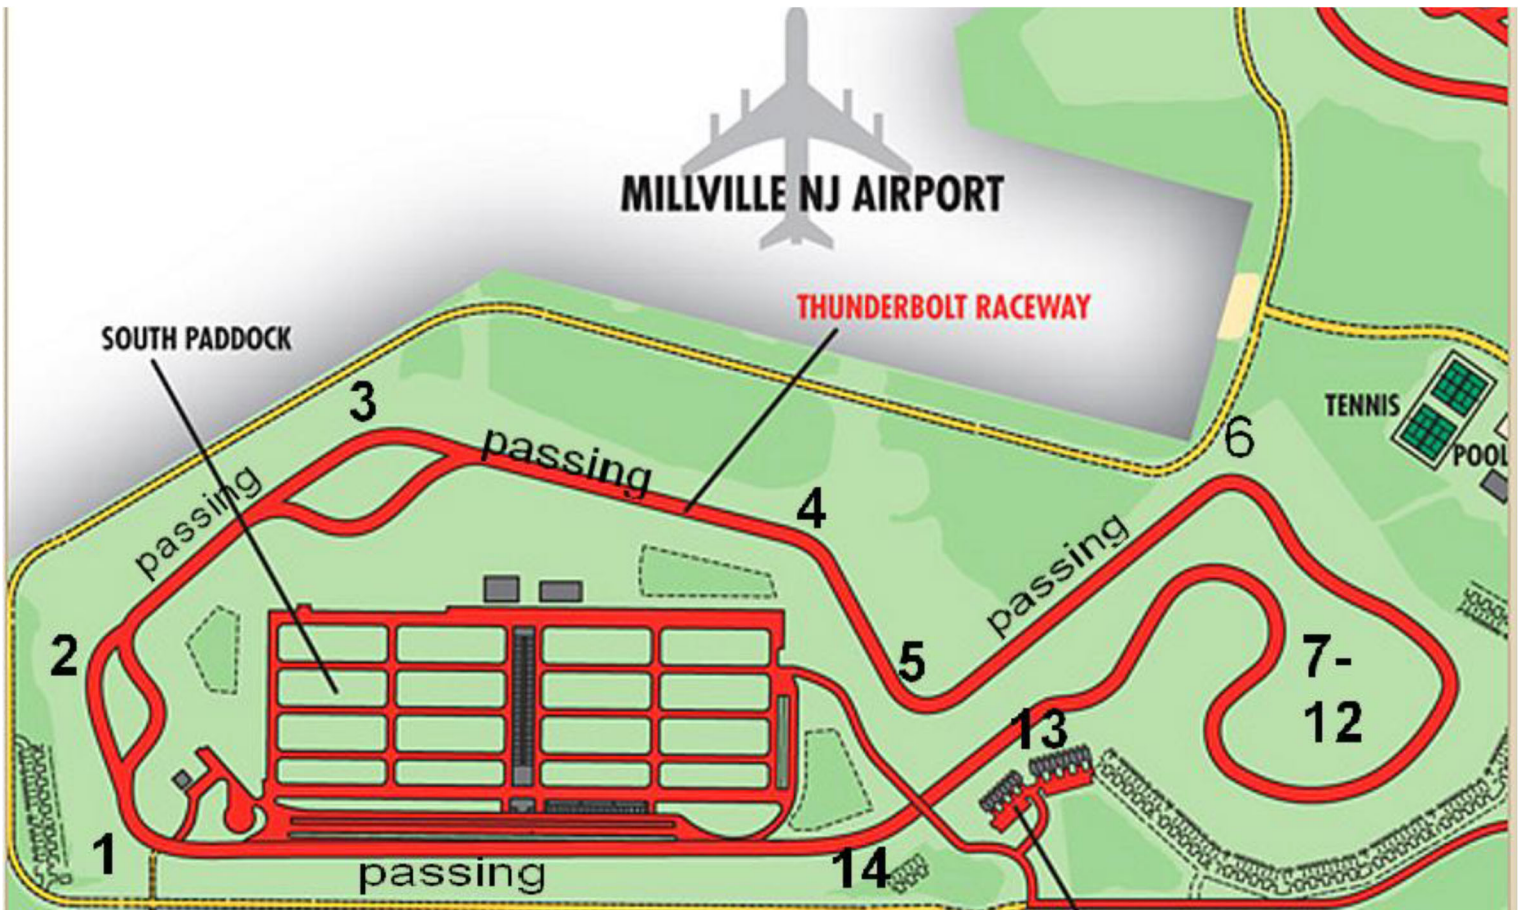 MILLVILLE NJ AIRPORT
THUNDERBOLT RACEWAY
SOUTH PADDOCK
3
passing
passing
4
6
TENNIS
POOL
passing
2
5
7-
12
13
1
passing
14